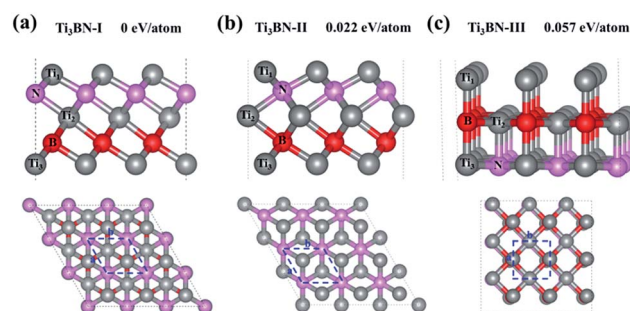 (a) Ti₃BN-I 0 eV/atom
(b) Ti₃BN-II 0.022 eV/atom
(c) Ti₃BN-III 0.057 eV/atom
Ti₁
N
Ti₂
B
Ti₃
b
Ti₁
N
Ti₂
B
Ti₃
b
a
Ti₁
B
Ti₂
Ti₃
N
b